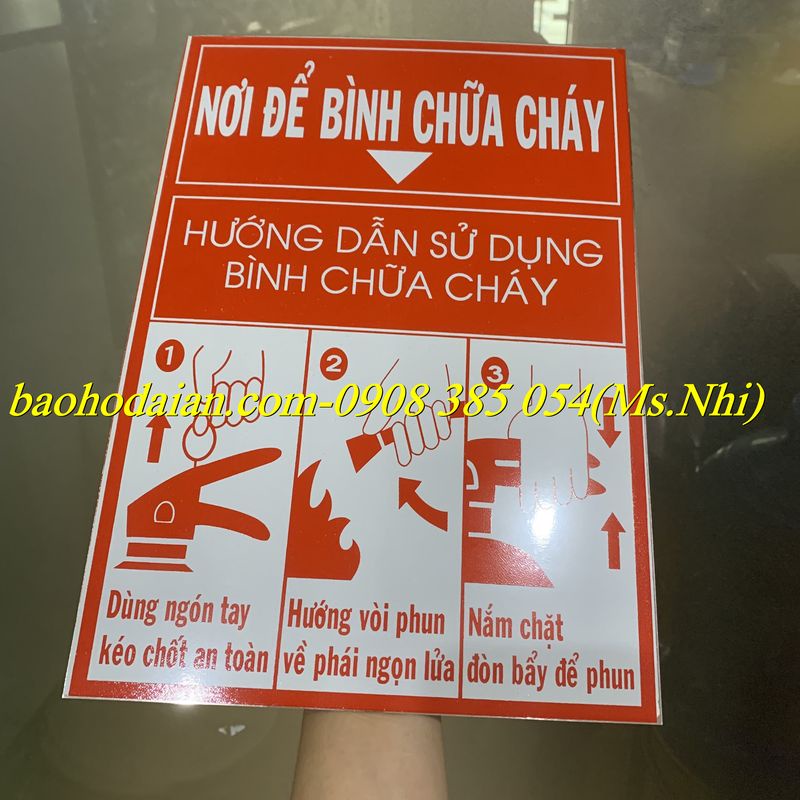 NƠI ĐỂ BÌNH CHỮA CHÁY
HƯỚNG DẪN SỬ DỤNG
BÌNH CHỮA CHÁY
1
2
3
baohodaian.com-0908 385 054(Ms.Nhi)
Dùng ngón tay
kéo chốt an toàn
Hướng vòi phun
về phái ngọn lửa
Nắm chặt
đòn bẩy để phun